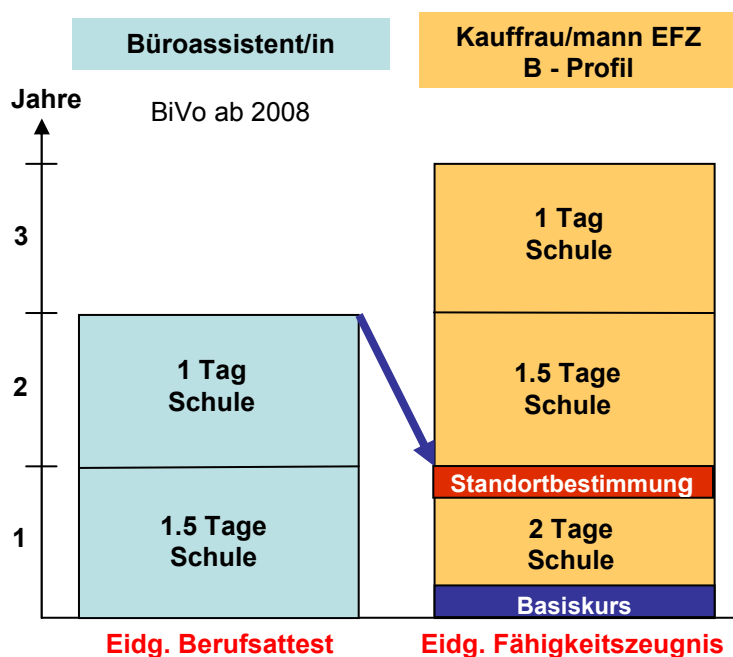 Büroassistent/in
Kauffrau/mann EFZ
B - Profil
Jahre
BiVo ab 2008
3
1 Tag
Schule
2
1 Tag
Schule
1.5 Tage
Schule
Standortbestimmung
1
1.5 Tage
Schule
2 Tage
Schule
Basiskurs
Eidg. Berufsattest
Eidg. Fähigkeitszeugnis